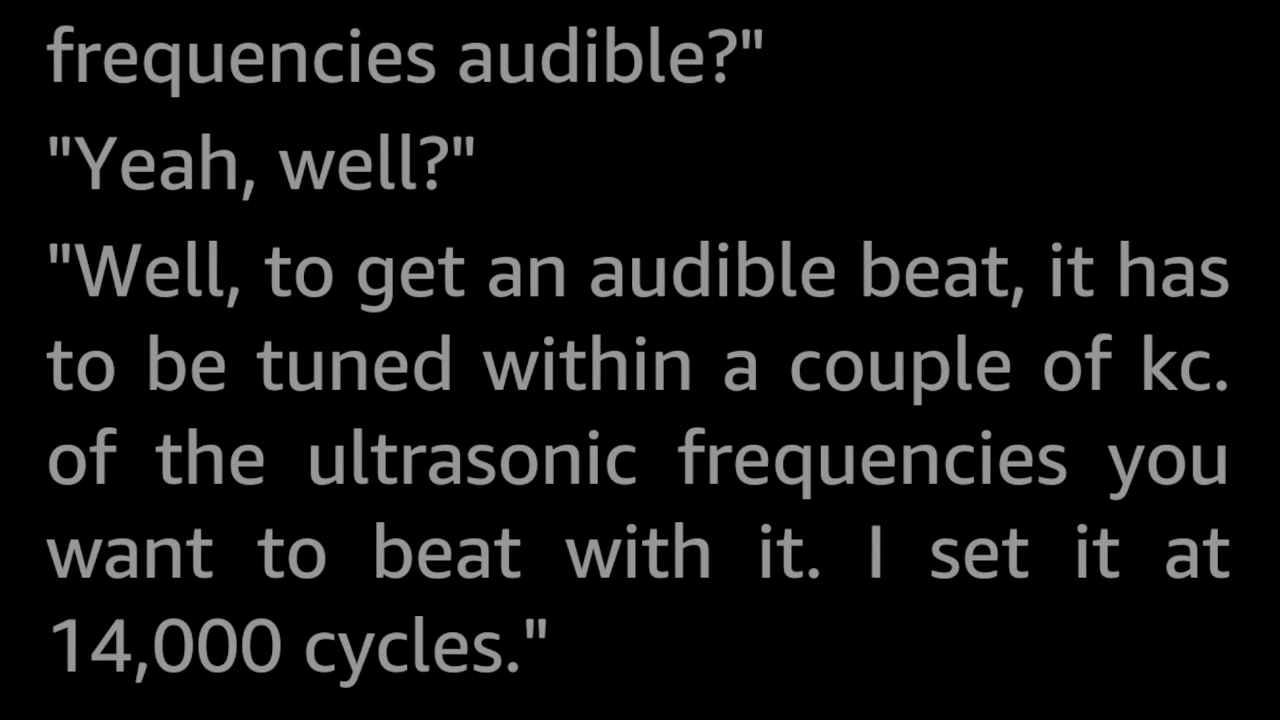 frequencies audible?"
"Yeah, well?"
"Well, to get an audible beat, it has
to be tuned within a couple of kc.
of the ultrasonic frequencies you
want to beat with it. I set it at
14,000 cycles."